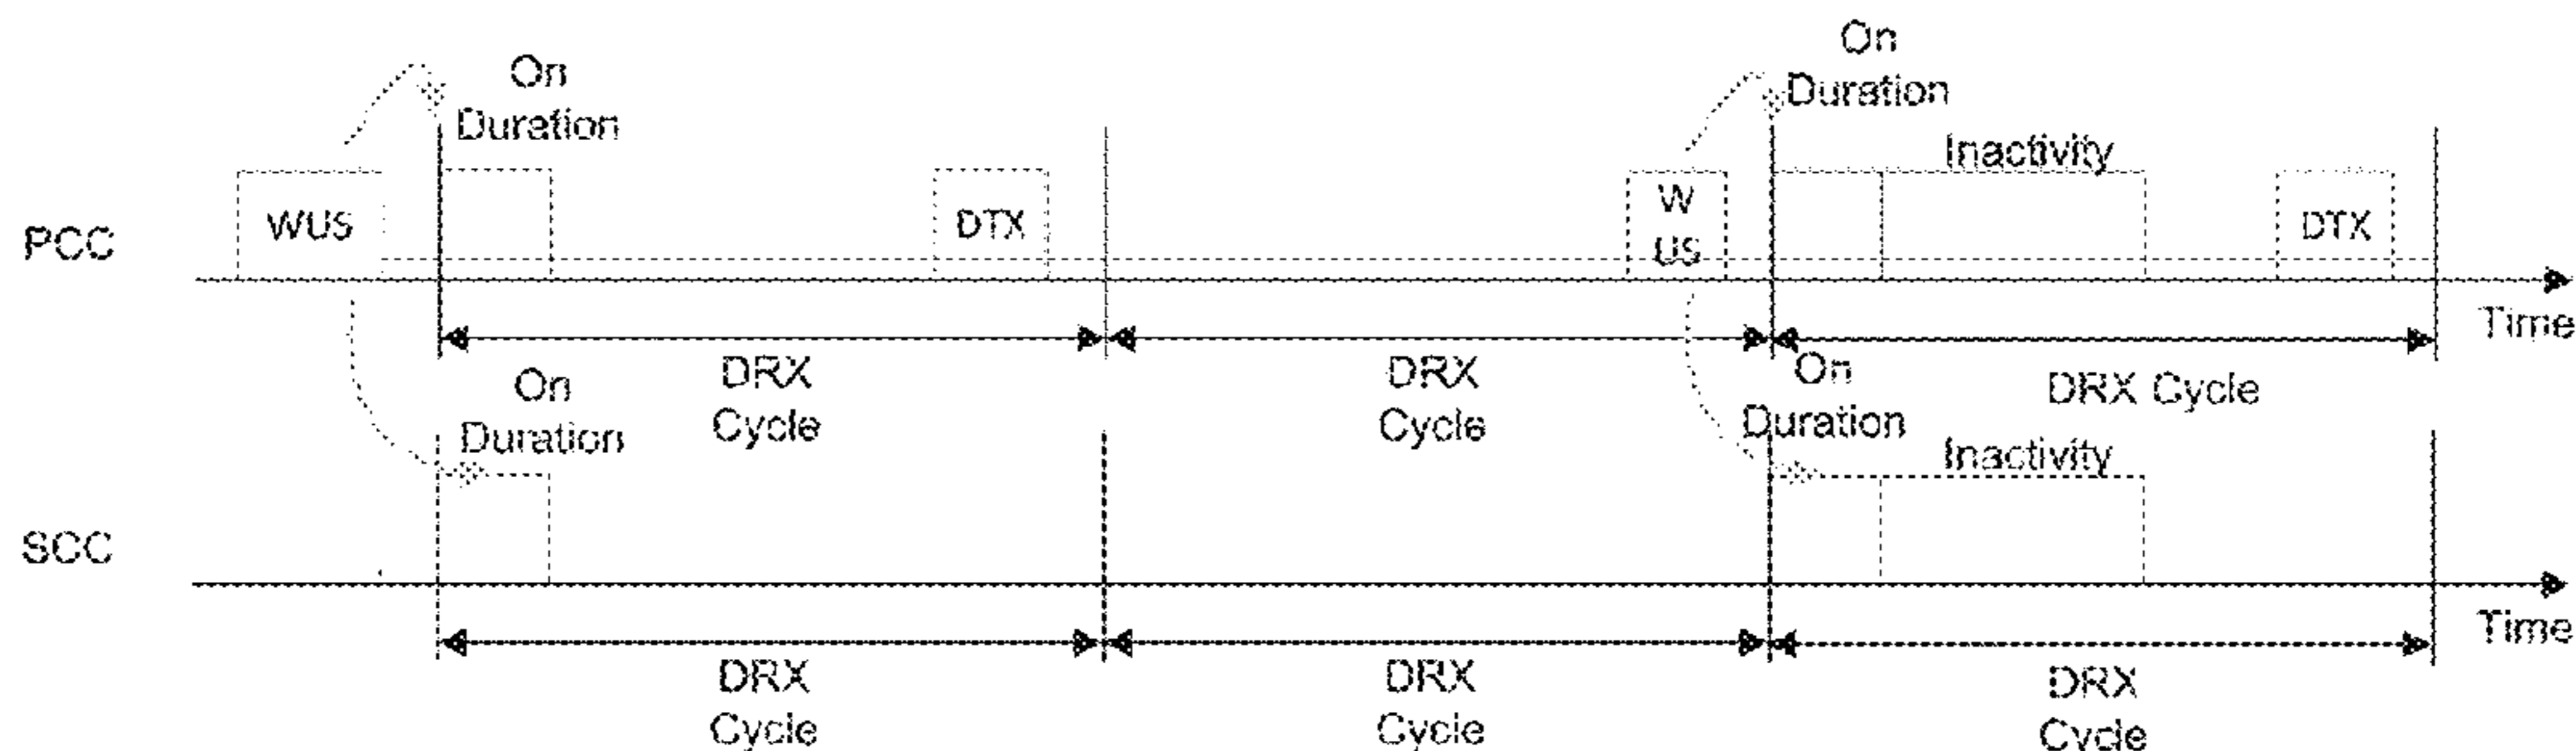 On
Duration
On
Duration
Inactivity
WUS
DTX
W
US
DTX
PCC
Time
DRX
Cycle
DRX
Cycle
DRX Cycle
On
Duration
On
Duration
Inactivity
SCC
Time
DRX
Cycle
DRX
Cycle
DRX
Cycle